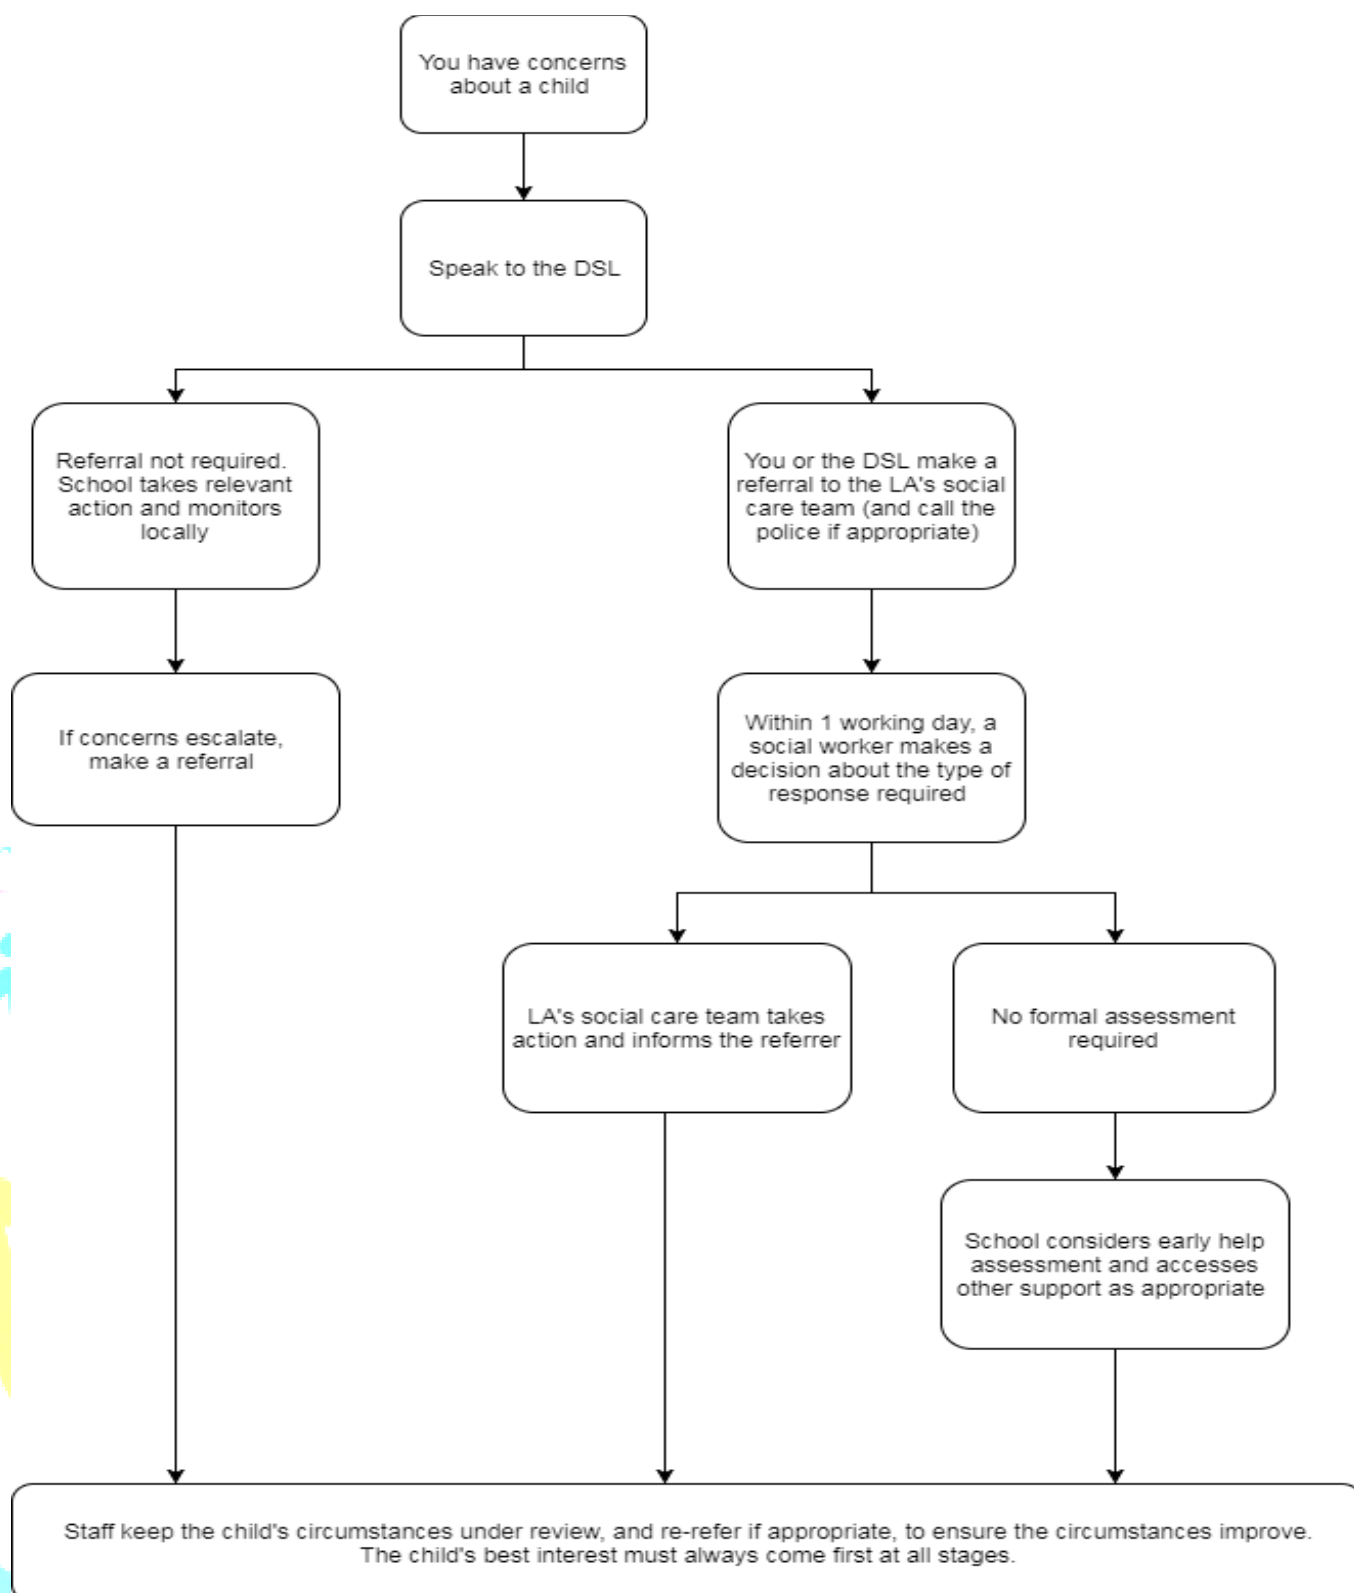 You have concerns
about a child
Speak to the DSL
Referral not required.
School takes relevant
action and monitors
locally
You or the DSL make a
referral to the LA's social
care team (and call the
police if appropriate)
If concerns escalate,
make a referral
Within 1 working day, a
social worker makes a
decision about the type of
response required
LA's social care team takes
action and informs the referrer
No formal assessment
required
School considers early help
assessment and accesses
other support as appropriate
Staff keep the child's circumstances under review, and re-refer if appropriate, to ensure the circumstances improve.
The child's best interest must always come first at all stages.